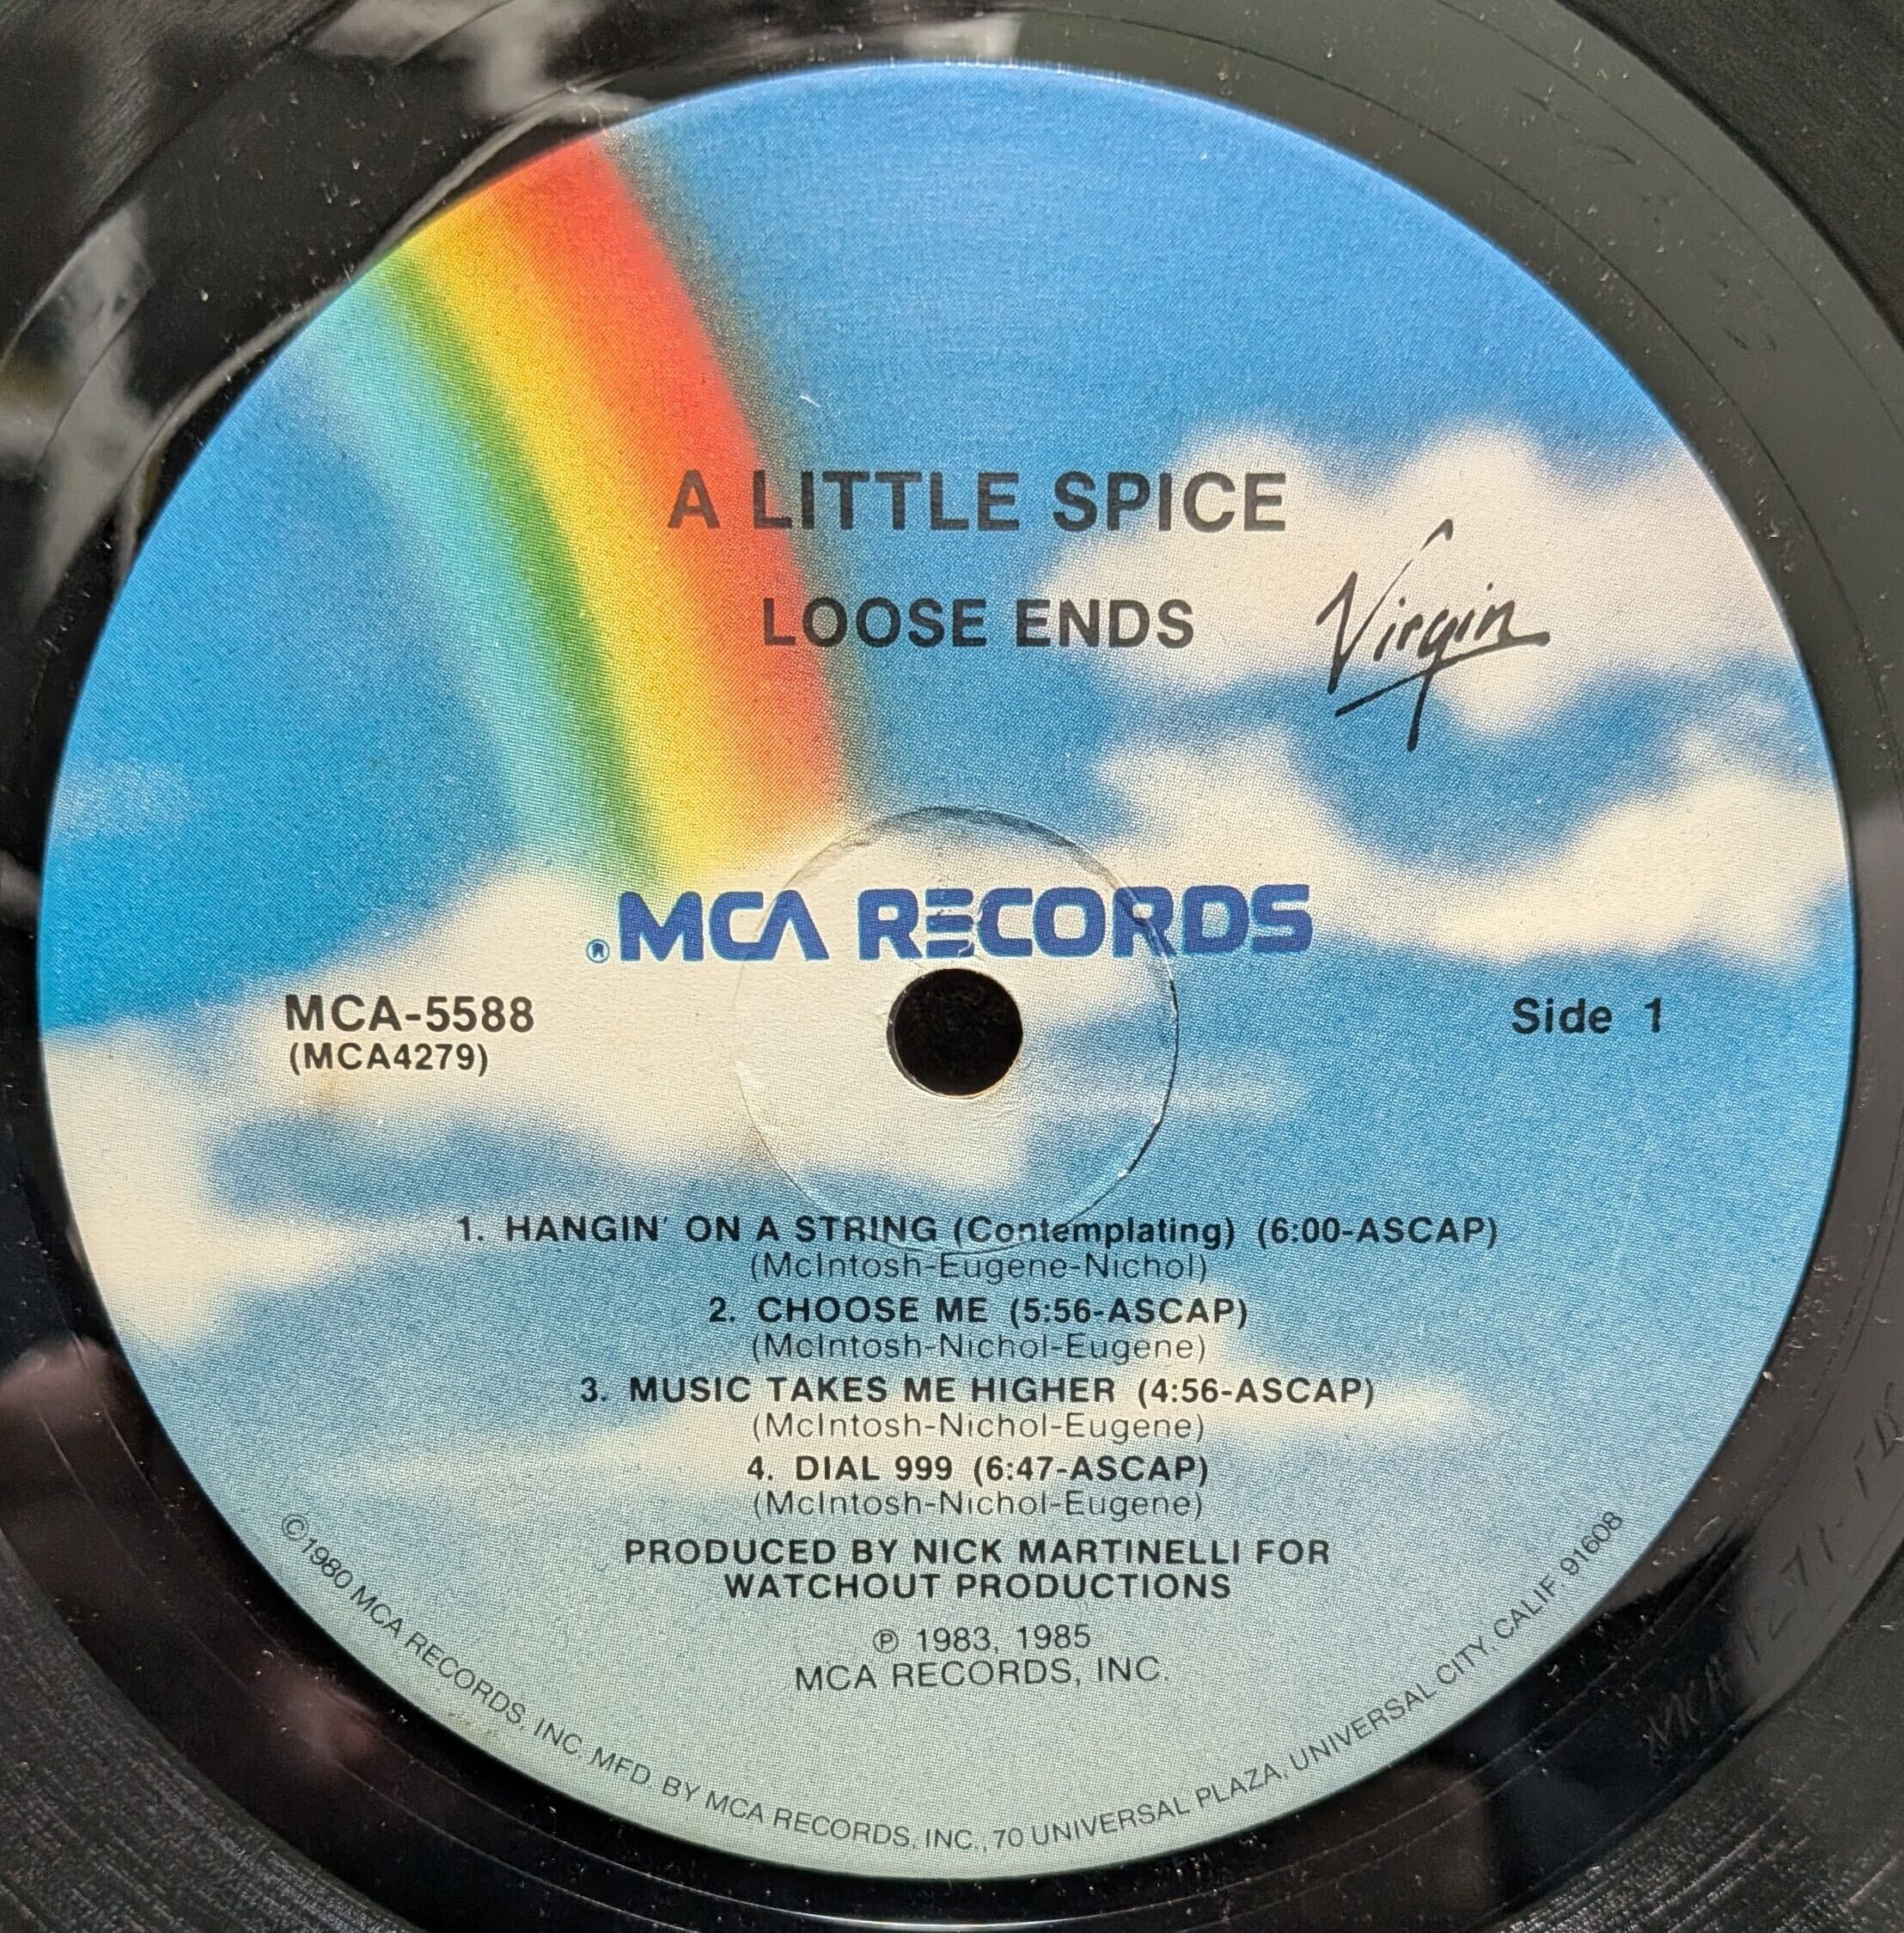 A LITTLE SPICE
LOOSE ENDS
Virgin
® MCA RECORDS
MCA-5588
(MCA4279)
Side 1
1. HANGIN' ON A STRING (Contemplating) (6:00-ASCAP)
(McIntosh-Eugene-Nichol)
2. CHOOSE ME (5:56-ASCAP)
(McIntosh-Nichol-Eugene)
3. MUSIC TAKES ME HIGHER (4:56-ASCAP)
(McIntosh-Nichol-Eugene)
4. DIAL 999 (6:47-ASCAP)
(McIntosh-Nichol-Eugene)
PRODUCED BY NICK MARTINELLI FOR
WATCHOUT PRODUCTIONS
℗ 1983, 1985
MCA RECORDS, INC.
©1980 MCA RECORDS, INC. MFD. BY MCA RECORDS, INC., 70 UNIVERSAL PLAZA, UNIVERSAL CITY, CALIF. 91608